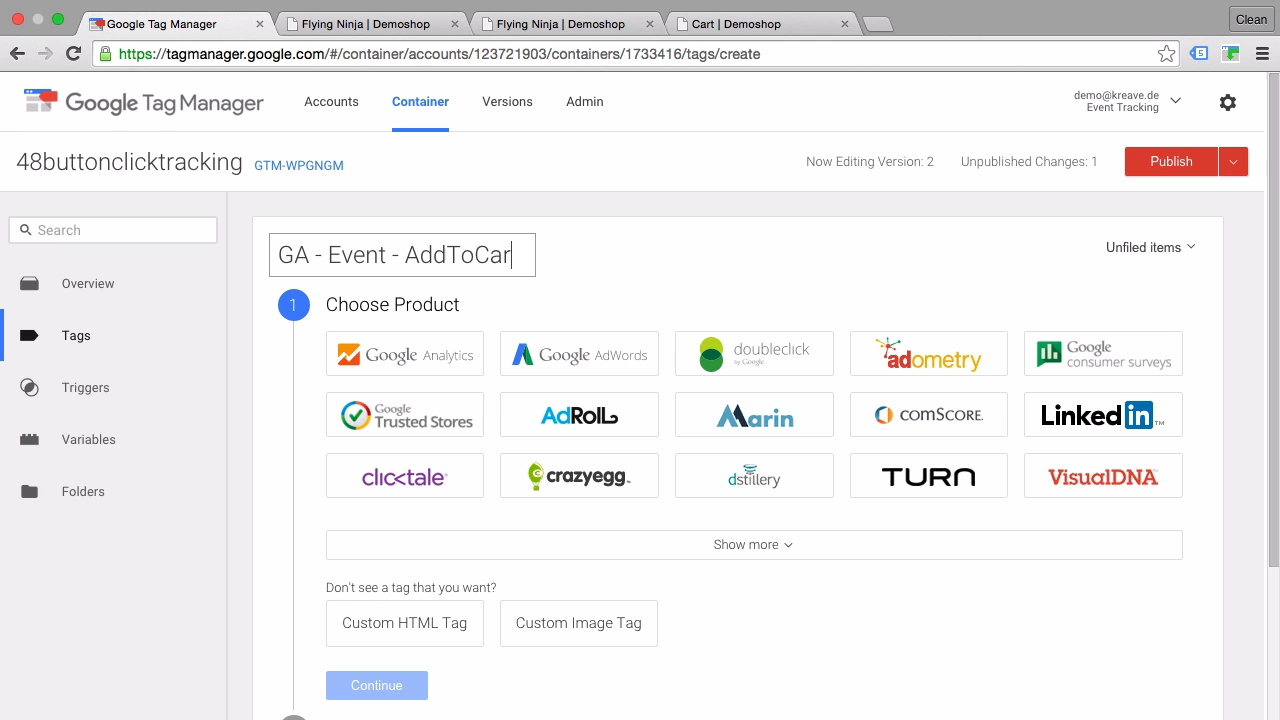 Google Tag Manager
Flying Ninja | Demoshop
Flying Ninja | Demoshop
Cart | Demoshop
Clean
https://tagmanager.google.com/#/container/accounts/123721903/containers/1733416/tags/create
5
Google Tag Manager
Accounts
Container
Versions
Admin
demo@kreave.de
Event Tracking
48buttonclicktracking
GTM-WPGNGM
Now Editing Version: 2
Unpublished Changes: 1
Publish
Search
Overview
Tags
Triggers
Variables
Folders
GA - Event - AddToCar
Unfiled items
1
Choose Product
Google Analytics
Google AdWords
doubleclick
by Google
adometry
Google
consumer surveys
Google
Trusted Stores
AdRoll
Marin
comScore.
Linked in™
clicktale
crazyegg™
dstillery
TURN
VisualDNA
Show more
Don't see a tag that you want?
Custom HTML Tag
Custom Image Tag
Continue